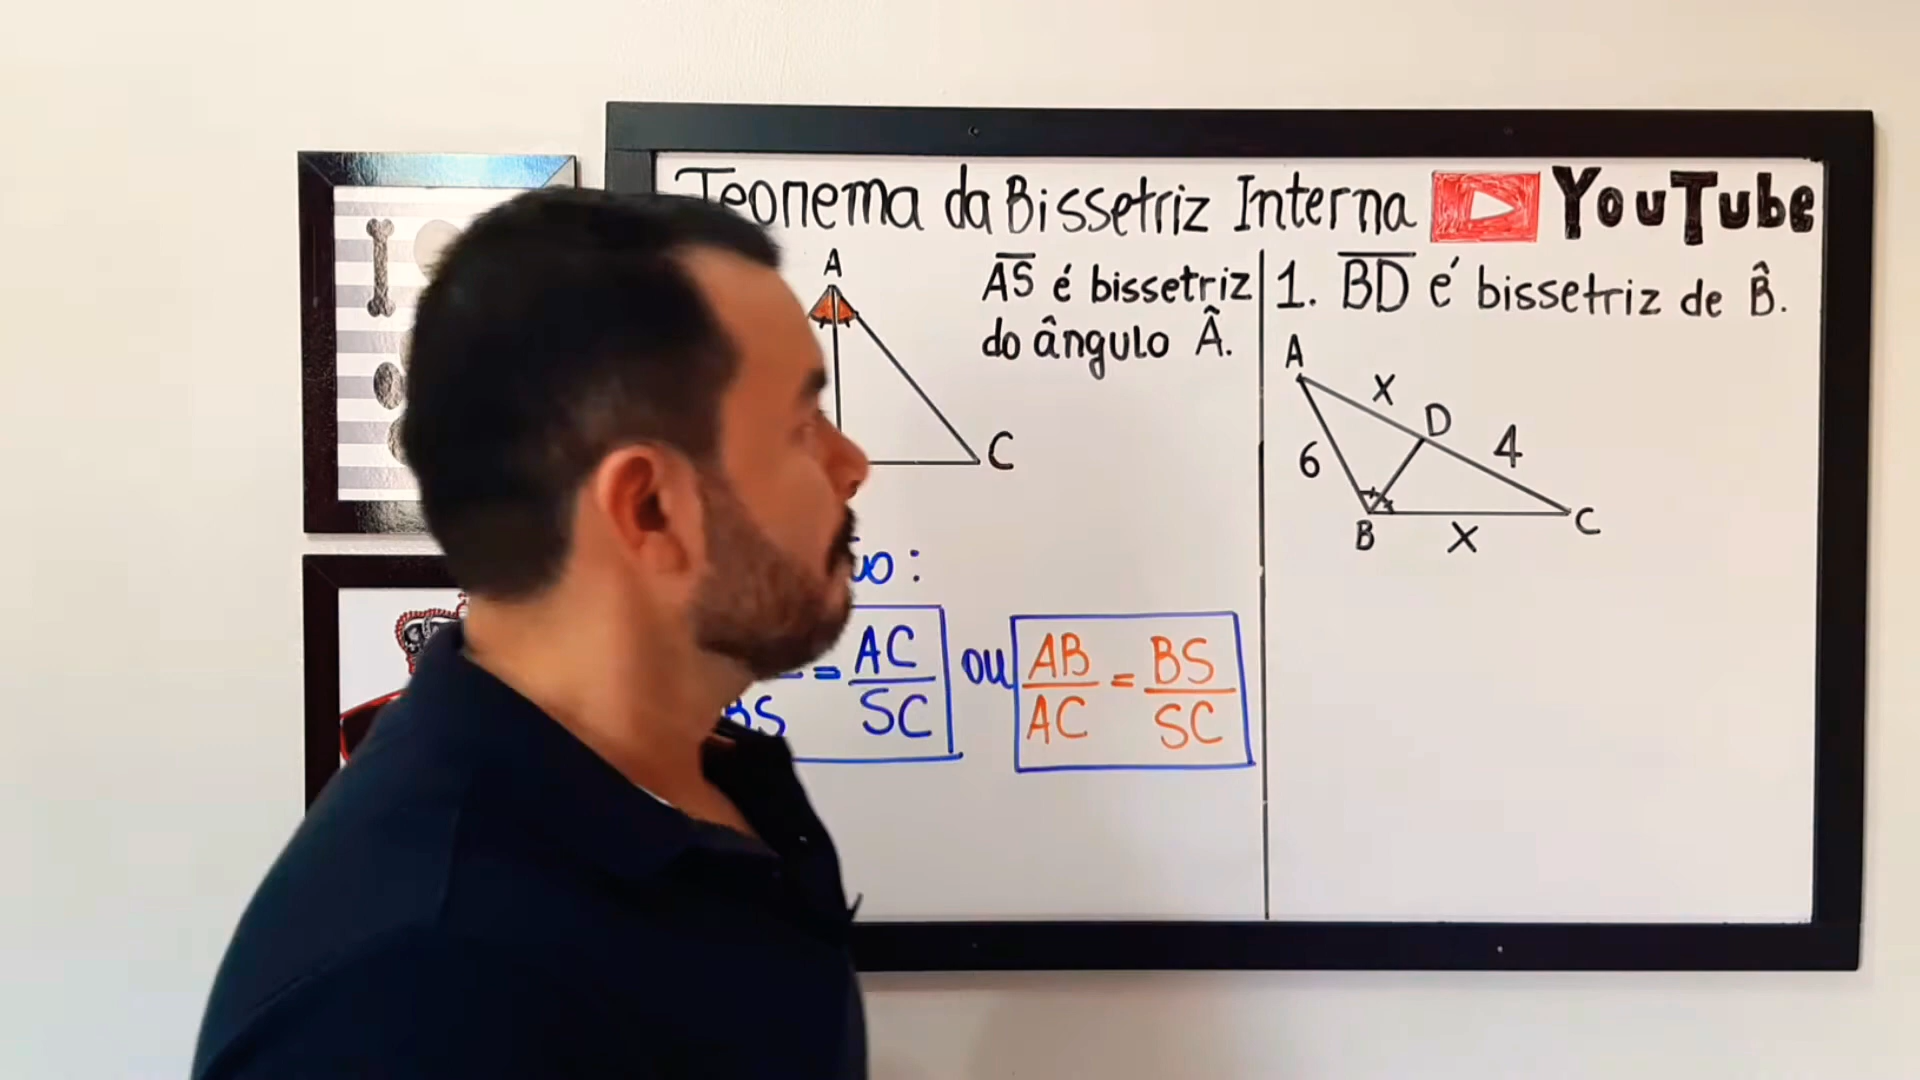 Teorema da Bissetriz Interna YouTube
A
AS é bissetriz
do ângulo Â.
C
:
BS = AC / SC ou AB / AC = BS / SC
1. BD é bissetriz de B̂.
A
x
D
4
6
B
x
C